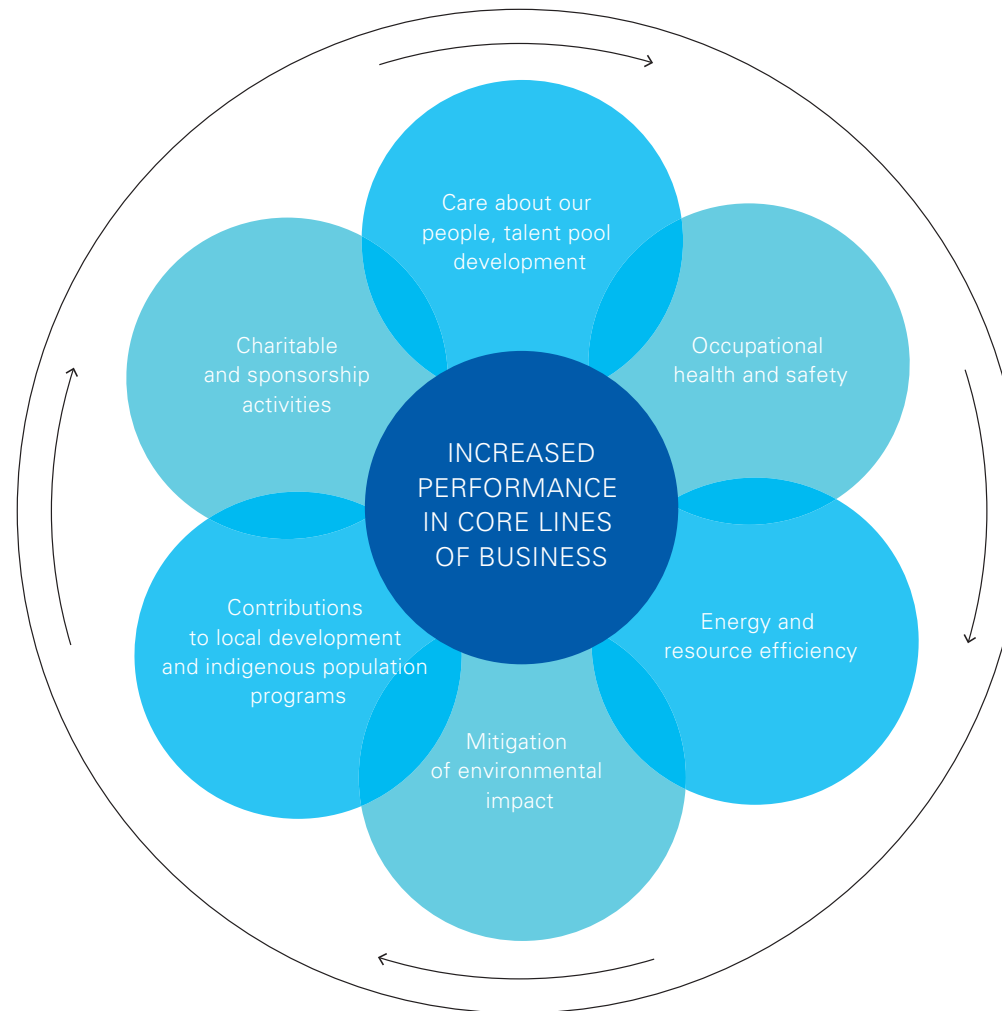 Care about our
people, talent pool
development
Occupational
health and safety
Energy and
resource efficiency
Mitigation
of environmental
impact
Contributions
to local development
and indigenous population
programs
Charitable
and sponsorship
activities
INCREASED
PERFORMANCE
IN CORE LINES
OF BUSINESS